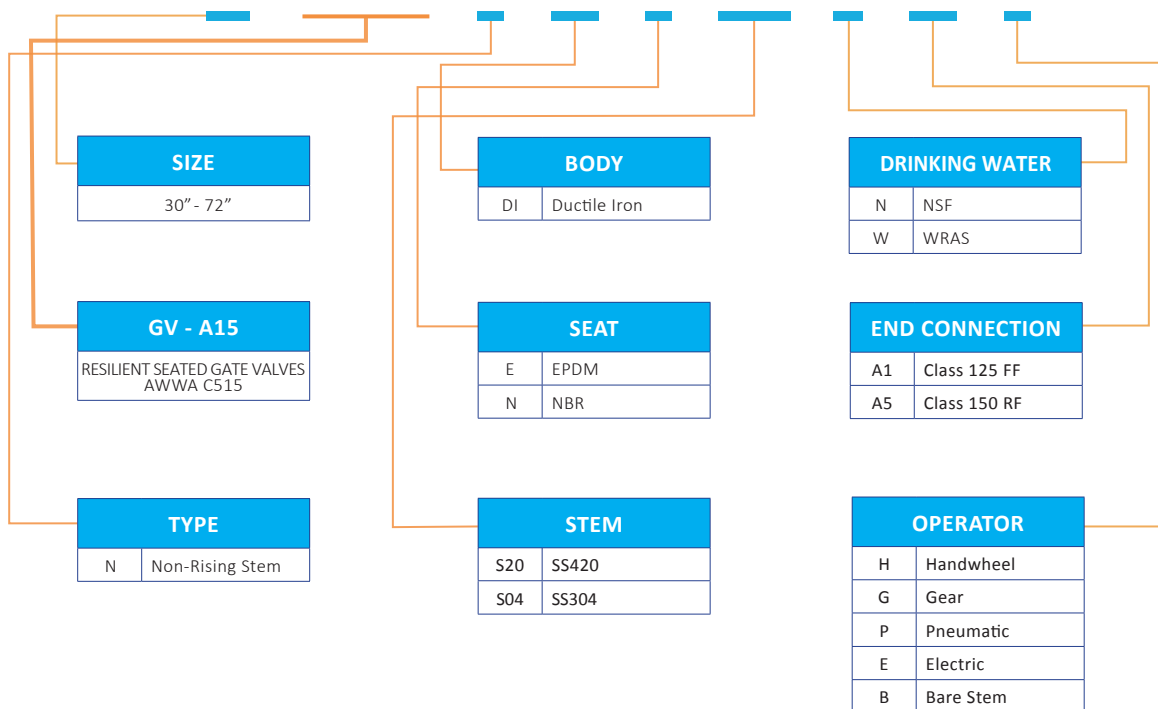 SIZE
30” - 72”
GV - A15
RESILIENT SEATED GATE VALVES
AWWA C515
TYPE
N Non-Rising Stem
BODY
DI Ductile Iron
SEAT
E EPDM
N NBR
STEM
S20 SS420
S04 SS304
DRINKING WATER
N NSF
W WRAS
END CONNECTION
A1 Class 125 FF
A5 Class 150 RF
OPERATOR
H Handwheel
G Gear
P Pneumatic
E Electric
B Bare Stem